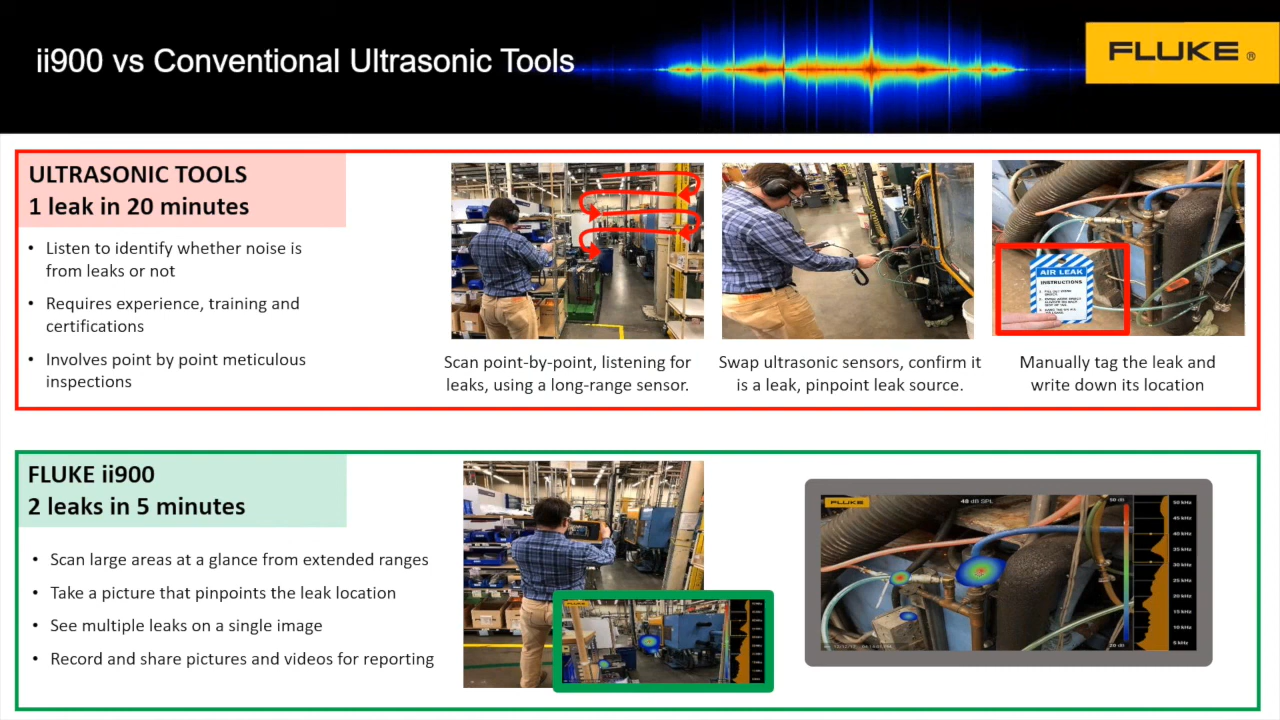 ii900 vs Conventional Ultrasonic Tools
FLUKE ®
ULTRASONIC TOOLS
1 leak in 20 minutes
• Listen to identify whether noise is
from leaks or not
• Requires experience, training and
certifications
• Involves point by point meticulous
inspections
AIR LEAK
INSTRUCTIONS
Scan point-by-point, listening for
leaks, using a long-range sensor.
Swap ultrasonic sensors, confirm it
is a leak, pinpoint leak source.
Manually tag the leak and
write down its location
FLUKE ii900
2 leaks in 5 minutes
• Scan large areas at a glance from extended ranges
• Take a picture that pinpoints the leak location
• See multiple leaks on a single image
• Record and share pictures and videos for reporting
FLUKE
FLUKE
48 dB SPL
50 dB
50 kHz
45 kHz
40 kHz
35 kHz
30 kHz
25 kHz
20 kHz
15 kHz
10 kHz
5 kHz
20 dB